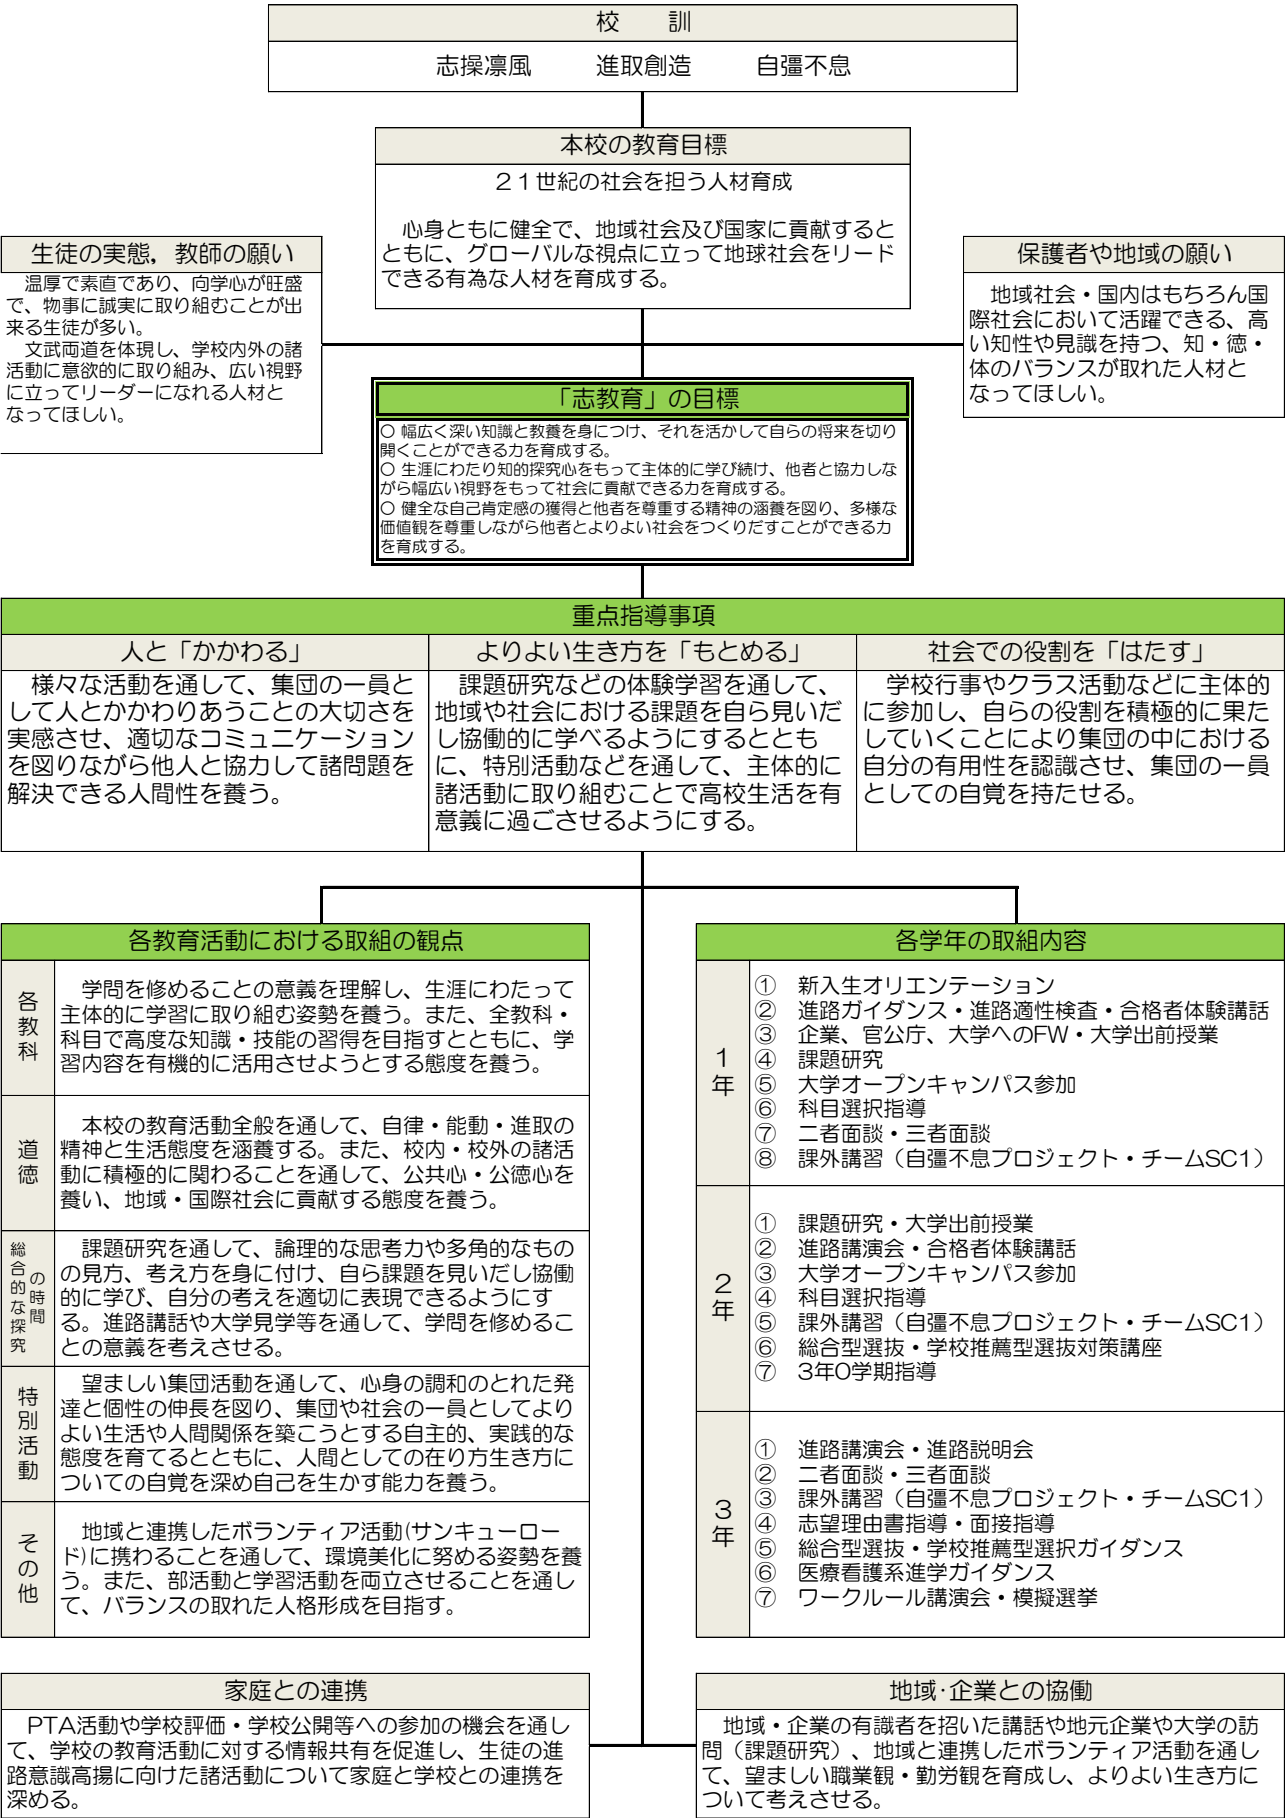 校　訓
志操凛風　進取創造　自彊不息
本校の教育目標
２１世紀の社会を担う人材育成
心身ともに健全で、地域社会及び国家に貢献すると
ともに、グローバルな視点に立って地球社会をリード
できる有為な人材を育成する。
生徒の実態，教師の願い
温厚で素直であり、向学心が旺盛
で、物事に誠実に取り組むことが出
来る生徒が多い。
文武両道を体現し、学校内外の諸
活動に意欲的に取り組み、広い視野
に立ってリーダーになれる人材と
なってほしい。
保護者や地域の願い
地域社会・国内はもちろん国
際社会において活躍できる、高
い知性や見識を持つ、知・徳・
体のバランスが取れた人材と
なってほしい。
「志教育」の目標
〇 幅広く深い知識と教養を身につけ、それを活かして自らの将来を切り
開くことができる力を育成する。
〇 生涯にわたり知的探究心をもって主体的に学び続け、他者と協力しな
がら幅広い視野をもって社会に貢献できる力を育成する。
〇 健全な自己肯定感の獲得と他者を尊重する精神の涵養を図り、多様な
価値観を尊重しながら他者とよりよい社会をつくりだすことができる力
を育成する。
重点指導事項
人と「かかわる」
様々な活動を通して、集団の一員と
して人とかかわりあうことの大切さを
実感させ、適切なコミュニケーション
を図りながら他人と協力して諸問題を
解決できる人間性を養う。
よりよい生き方を「もとめる」
課題研究などの体験学習を通して、
地域や社会における課題を自ら見いだ
し協働的に学べるようにするととも
に、特別活動などを通して、主体的に
諸活動に取り組むことで高校生活を有
意義に過ごさせるようにする。
社会での役割を「はたす」
学校行事やクラス活動などに主体的
に参加し、自らの役割を積極的に果た
していくことにより集団の中における
自分の有用性を認識させ、集団の一員
としての自覚を持たせる。
各教育活動における取組の観点
各教科
学問を修めることの意義を理解し、生涯にわたって
主体的に学習に取り組む姿勢を養う。また、全教科・
科目で高度な知識・技能の習得を目指すとともに、学
習内容を有機的に活用させようとする態度を養う。
道徳
本校の教育活動全般を通して、自律・能動・進取の
精神と生活態度を涵養する。また、校内・校外の諸活
動に積極的に関わることを通して、公共心・公徳心を
養い、地域・国際社会に貢献する態度を養う。
総合的な探究
の時間
課題研究を通して、論理的な思考力や多角的なもの
の見方、考え方を身に付け、自ら課題を見いだし協働
的に学び、自分の考えを適切に表現できるようにす
る。進路講話や大学見学等を通して、学問を修めるこ
との意義を考えさせる。
特別活動
望ましい集団活動を通して、心身の調和のとれた発
達と個性の伸長を図り、集団や社会の一員としてより
よい生活や人間関係を築こうとする自主的、実践的な
態度を育てるとともに、人間としての在り方生き方に
ついての自覚を深め自己を生かす能力を養う。
その他
地域と連携したボランティア活動(サンキューロー
ド)に携わることを通して、環境美化に努める姿勢を養
う。また、部活動と学習活動を両立させることを通し
て、バランスの取れた人格形成を目指す。
各学年の取組内容
1年
①　新入生オリエンテーション
②　進路ガイダンス・進路適性検査・合格者体験講話
③　企業、官公庁、大学へのFW・大学出前授業
④　課題研究
⑤　大学オープンキャンパス参加
⑥　科目選択指導
⑦　二者面談・三者面談
⑧　課外講習（自彊不息プロジェクト・チームSC1）
2年
①　課題研究・大学出前授業
②　進路講演会・合格者体験講話
③　大学オープンキャンパス参加
④　科目選択指導
⑤　課外講習（自彊不息プロジェクト・チームSC1）
⑥　総合型選抜・学校推薦型選抜対策講座
⑦　3年0学期指導
3年
①　進路講演会・進路説明会
②　二者面談・三者面談
③　課外講習（自彊不息プロジェクト・チームSC1）
④　志望理由書指導・面接指導
⑤　総合型選抜・学校推薦型選択ガイダンス
⑥　医療看護系進学ガイダンス
⑦　ワークルール講演会・模擬選挙
家庭との連携
PTA活動や学校評価・学校公開等への参加の機会を通し
て、学校の教育活動に対する情報共有を促進し、生徒の進
路意識高揚に向けた諸活動について家庭と学校との連携を
深める。
地域･企業との協働
地域・企業の有識者を招いた講話や地元企業や大学の訪
問（課題研究）、地域と連携したボランティア活動を通し
て、望ましい職業観・勤労観を育成し、よりよい生き方に
ついて考えさせる。